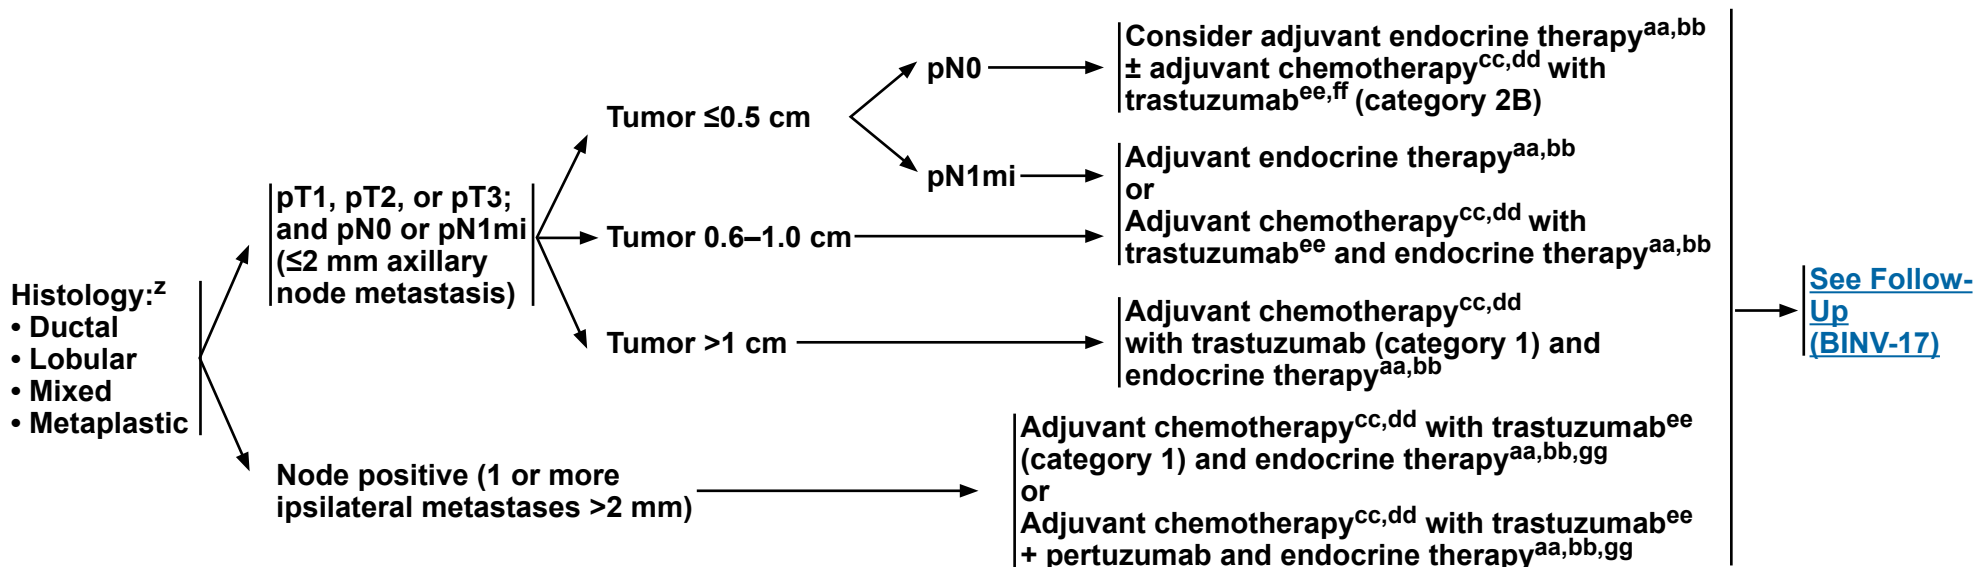 Histology:z
• Ductal
• Lobular
• Mixed
• Metaplastic
pT1, pT2, or pT3;
and pN0 or pN1mi
(≤2 mm axillary
node metastasis)
Tumor ≤0.5 cm
pN0
Consider adjuvant endocrine therapyaa,bb
± adjuvant chemotherapycc,dd with
trastuzumabee,ff (category 2B)
pN1mi
Adjuvant endocrine therapyaa,bb
or
Adjuvant chemotherapycc,dd with
trastuzumabee and endocrine therapyaa,bb
Tumor 0.6–1.0 cm
Tumor >1 cm
Adjuvant chemotherapycc,dd
with trastuzumab (category 1) and
endocrine therapyaa,bb
Node positive (1 or more
ipsilateral metastases >2 mm)
Adjuvant chemotherapycc,dd with trastuzumabee
(category 1) and endocrine therapyaa,bb,gg
or
Adjuvant chemotherapycc,dd with trastuzumabee
+ pertuzumab and endocrine therapyaa,bb,gg
See Follow-
Up
(BINV-17)